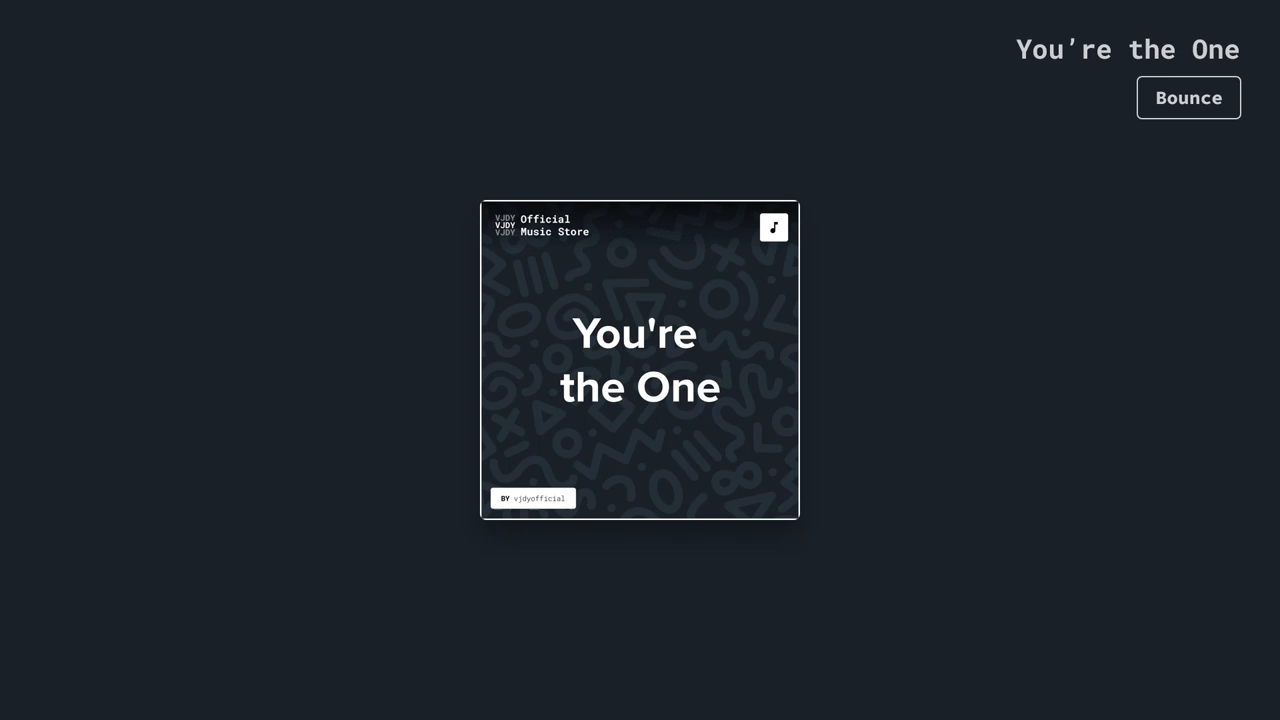 You’re the One
Bounce
VJDY
VJDY
VJDY
Official
Music Store
You're
the One
BY vjdyofficial